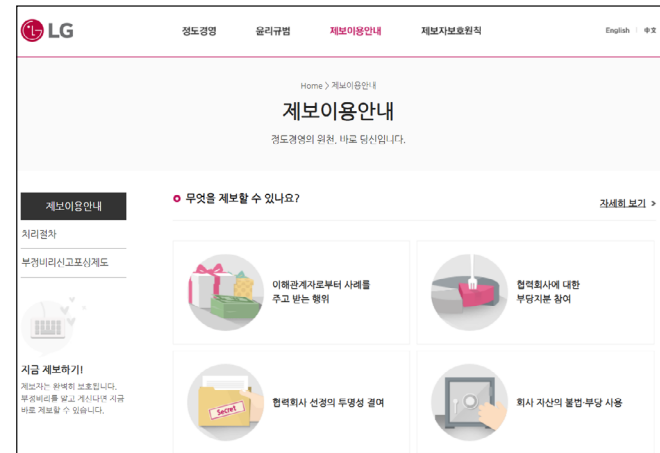 LG
정도경영 윤리규범 제보이용안내 제보자보호원칙 English 中文
Home > 제보이용안내
제보이용안내
정도경영의 원천, 바로 당신입니다.
제보이용안내
처리절차
부정비리신고포상제도
지금 제보하기!
제보자는 완벽히 보호됩니다.
부정비리를 알고 계신다면 지금
바로 제보할 수 있습니다.
무엇을 제보할 수 있나요?
자세히 보기 >
이해관계자로부터 사례를
주고 받는 행위
협력회사에 대한
부당지분 참여
Secret
협력회사 선정의 투명성 결여
회사 자산의 불법·부당 사용